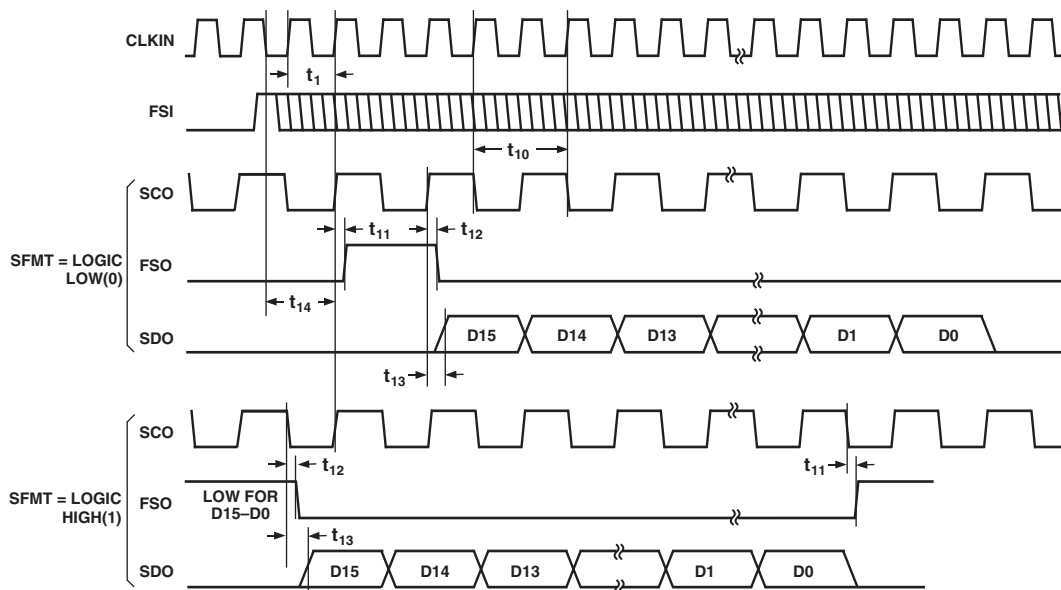 CLKIN
t1
FSI
t10
SCO
t11
t12
SFMT = LOGIC
LOW(0)
FSO
t14
SDO
D15
D14
D13
D1
D0
t13
SCO
t12
t11
SFMT = LOGIC
HIGH(1)
FSO
LOW FOR
D15–D0
t13
SDO
D15
D14
D13
D1
D0